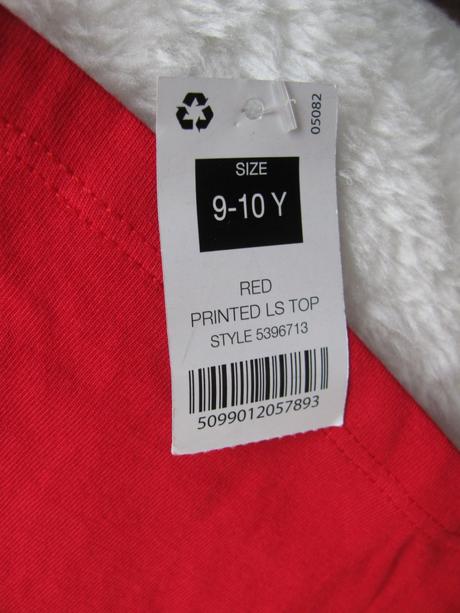 05082
SIZE
9-10 Y
RED
PRINTED LS TOP
STYLE 5396713
5099012057893